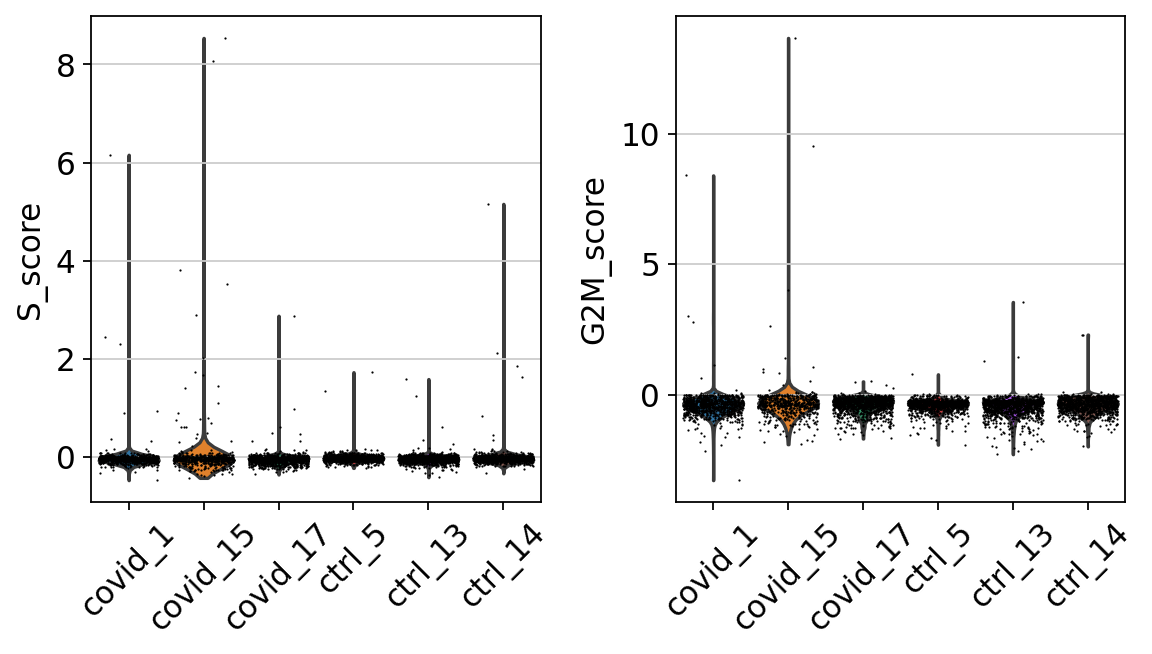 S_score
8
6
4
2
0
covid_1
covid_15
covid_17
ctrl_5
ctrl_13
ctrl_14
G2M_score
10
5
0
covid_1
covid_15
covid_17
ctrl_5
ctrl_13
ctrl_14